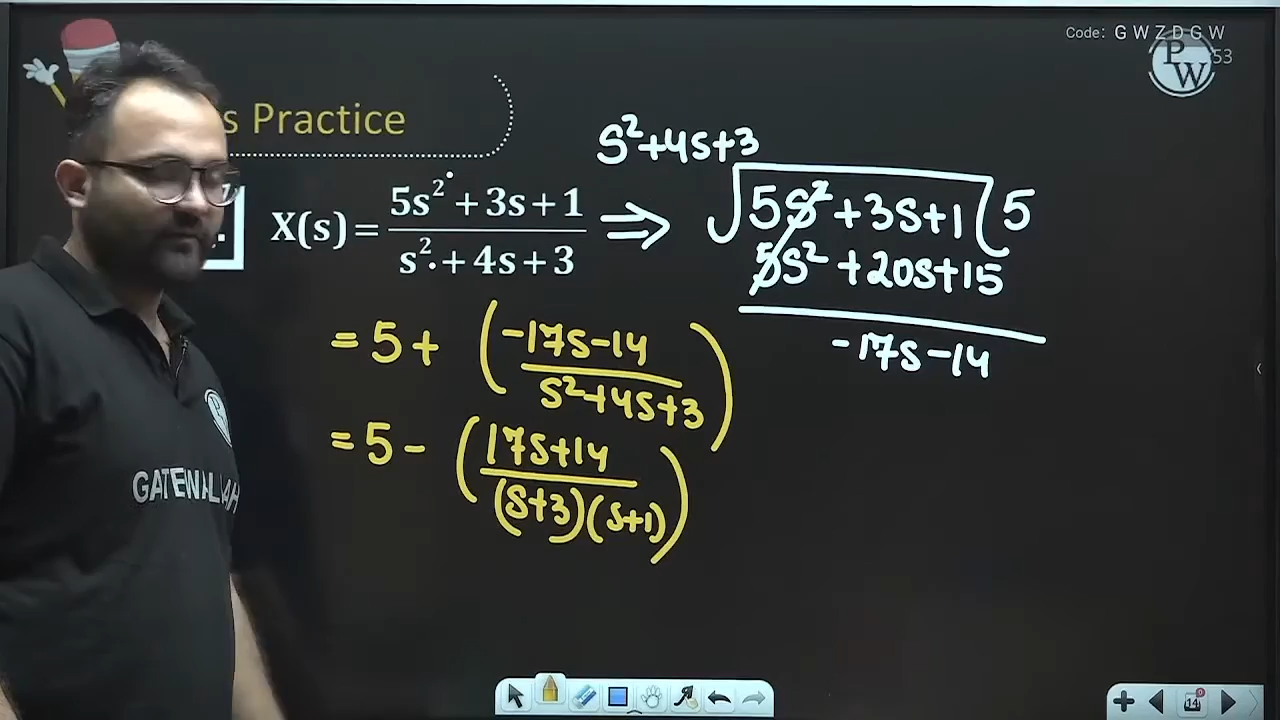 Code: G W Z D G W
PW
53
s Practice
S²+4S+3
X(s) = 5s² + 3s + 1 / s² + 4s + 3 ⇒ √5S²+3S+1 ( 5
5S²+20S+15
-17S-14
= 5 + ( -17S-14 / S²+4S+3 )
= 5 - ( 17S+14 / (S+3)(S+1) )
14